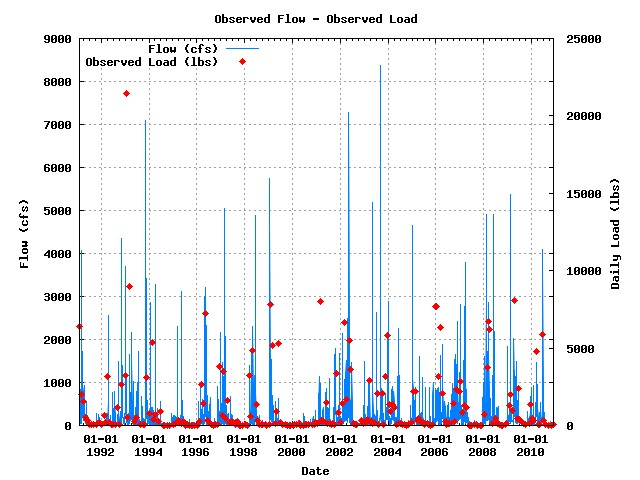 Observed Flow - Observed Load
Flow (cfs)
Observed Load (lbs)
9000
8000
7000
6000
5000
4000
3000
2000
1000
0
Flow (cfs)
25000
20000
15000
10000
5000
0
Daily Load (lbs)
01-01 01-01 01-01 01-01 01-01 01-01 01-01 01-01 01-01 01-01
1992 1994 1996 1998 2000 2002 2004 2006 2008 2010
Date